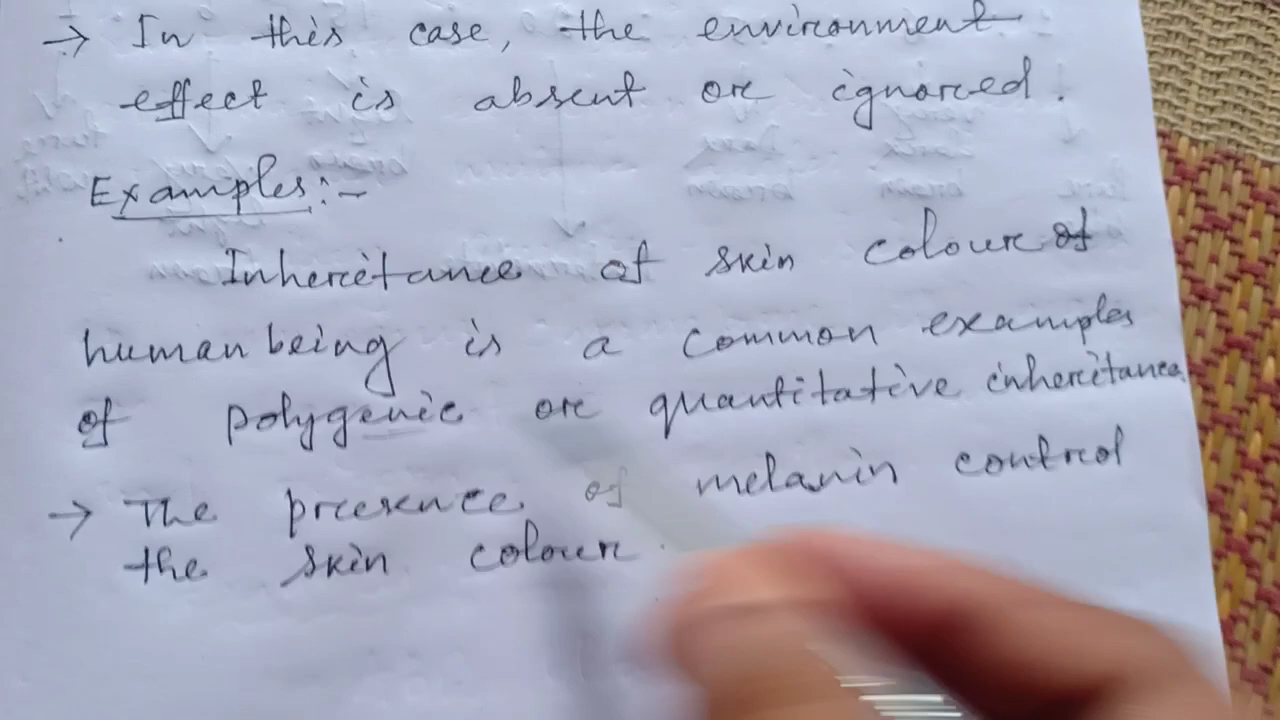 → In this case, the environment
effect is absent or ignored.
Examples:-
Inheritance of skin colour of
human being is a common examples
of polygenic or quantitative inheritance.
→ The presence of melanin control
the skin colour.